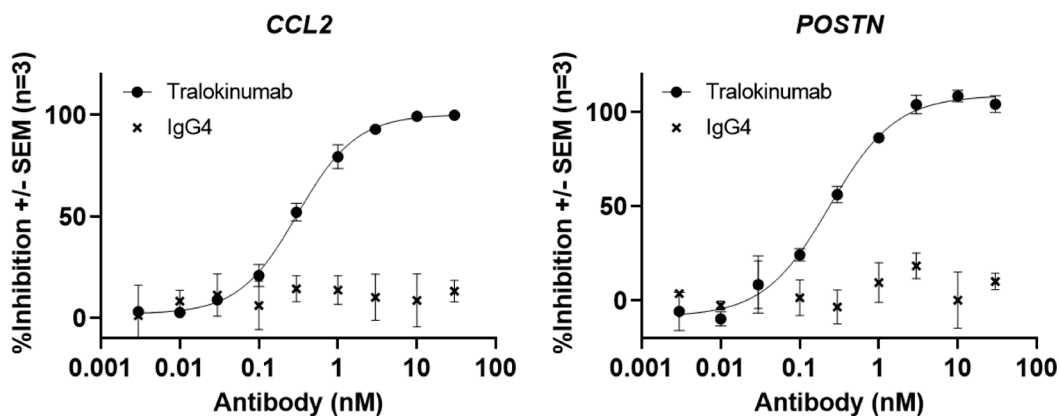 CCL2
%Inhibition +/- SEM (n=3)
100
50
0
Tralokinumab
IgG4
0.001 0.01 0.1 1 10 100
Antibody (nM)
POSTN
%Inhibition +/- SEM (n=3)
100
50
0
Tralokinumab
IgG4
0.001 0.01 0.1 1 10 100
Antibody (nM)